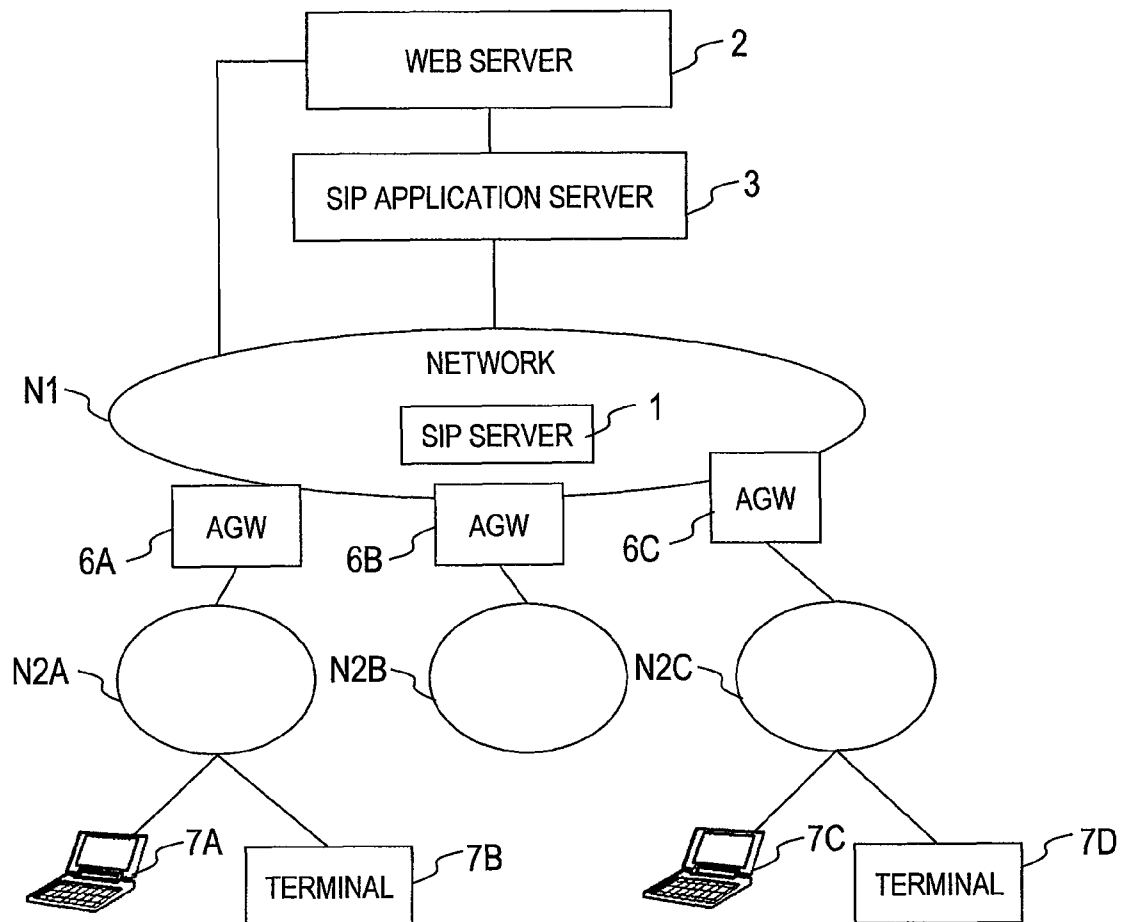 WEB SERVER
2
SIP APPLICATION SERVER
3
NETWORK
N1
1
SIP SERVER
AGW
6A
AGW
6B
AGW
6C
N2A
N2B
N2C
7A
TERMINAL
7B
7C
TERMINAL
7D